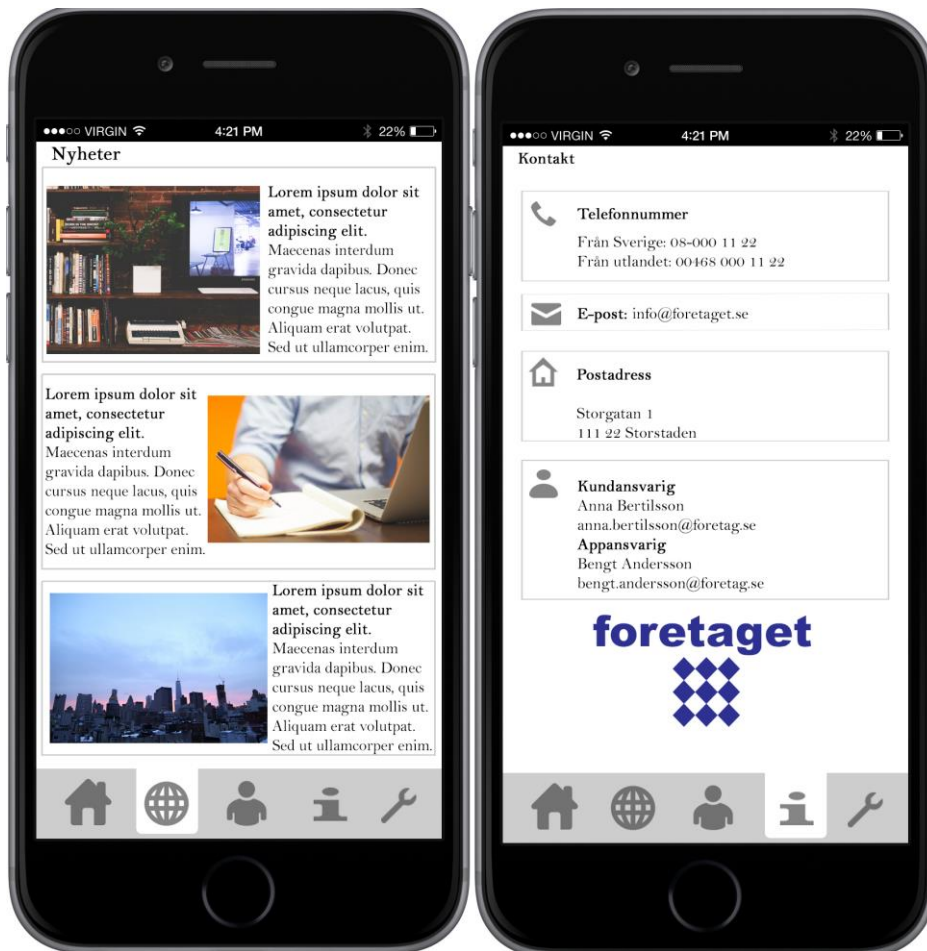 VIRGIN 4:21 PM 22%
Nyheter
Lorem ipsum dolor sit
amet, consectetur
adipiscing elit.
Maecenas interdum
gravida dapibus. Donec
cursus neque lacus, quis
congue magna mollis ut.
Aliquam erat volutpat.
Sed ut ullamcorper enim.
Lorem ipsum dolor sit
amet, consectetur
adipiscing elit.
Maecenas interdum
gravida dapibus. Donec
cursus neque lacus, quis
congue magna mollis ut.
Aliquam erat volutpat.
Sed ut ullamcorper enim.
Lorem ipsum dolor sit
amet, consectetur
adipiscing elit.
Maecenas interdum
gravida dapibus. Donec
cursus neque lacus, quis
congue magna mollis ut.
Aliquam erat volutpat.
Sed ut ullamcorper enim.
VIRGIN 4:21 PM 22%
Kontakt
Telefonnummer
Från Sverige: 08-000 11 22
Från utlandet: 00468 000 11 22
E-post: info@foretaget.se
Postadress
Storgatan 1
111 22 Storstaden
Kundansvarig
Anna Bertilsson
anna.bertilsson@foretag.se
Appansvarig
Bengt Andersson
bengt.andersson@foretag.se
foretaget